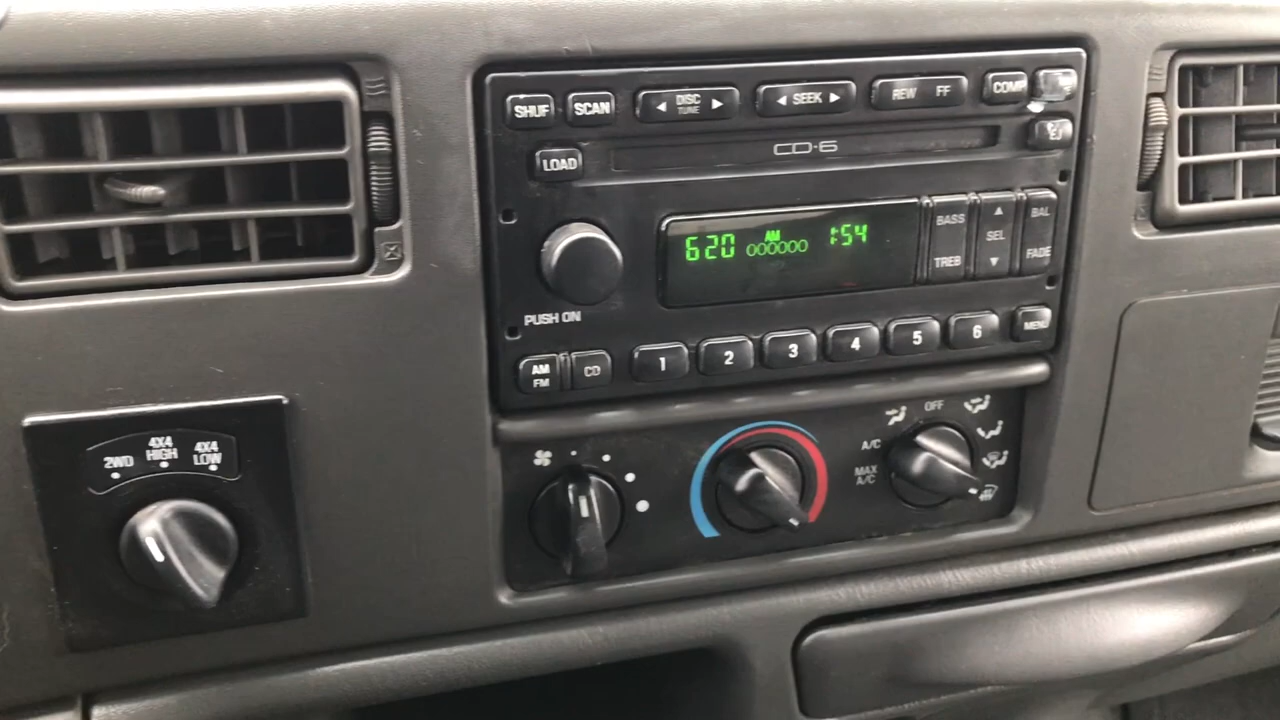 SHUF SCAN DISC TUNE SEEK REW FF COMP
CD·6
LOAD
620 AM 000000 1:54
BASS SEL BAL
TREB FADE
PUSH ON
AM FM CD 1 2 3 4 5 6 MENU
2WD 4X4 HIGH 4X4 LOW
OFF
A/C
MAX A/C